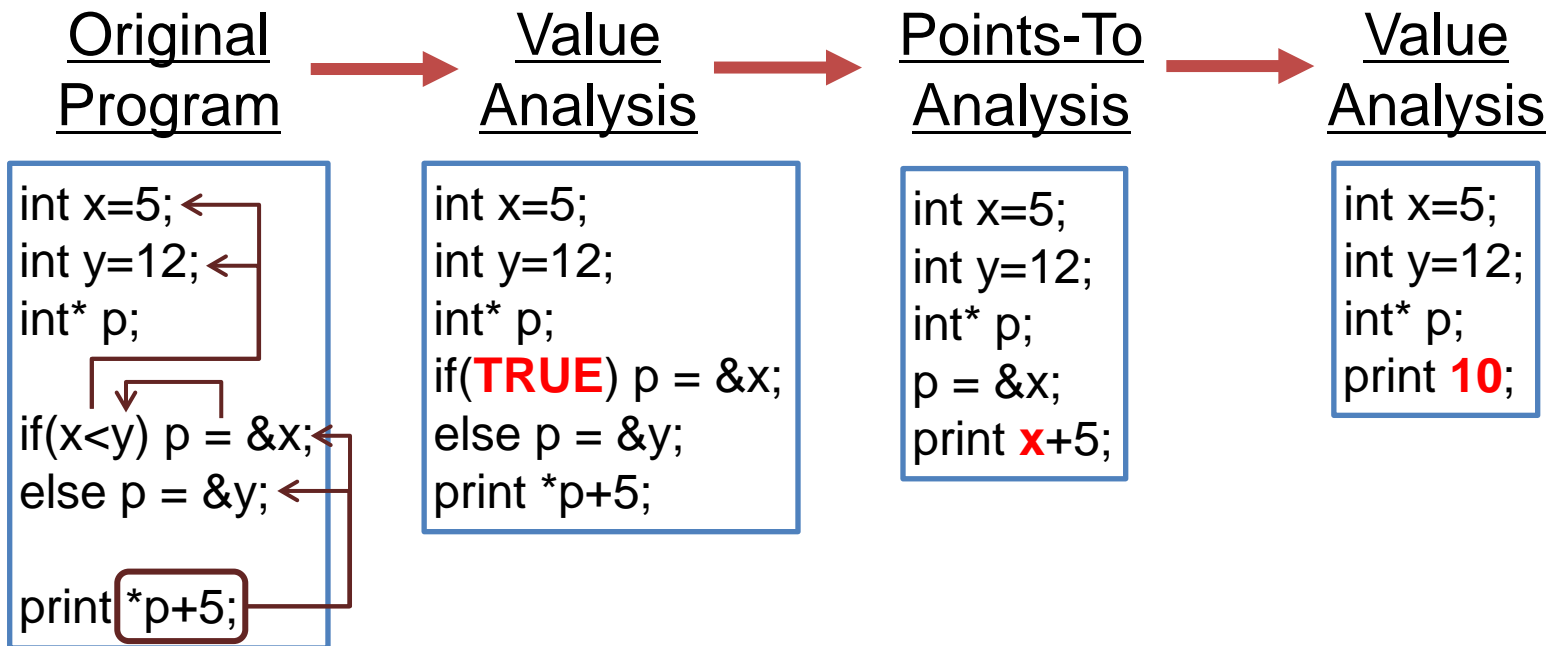 Original
Program
int x=5;
int y=12;
int* p;
if(x<y) p = &x;
else p = &y;
print *p+5;
Value
Analysis
int x=5;
int y=12;
int* p;
if(TRUE) p = &x;
else p = &y;
print *p+5;
Points-To
Analysis
int x=5;
int y=12;
int* p;
p = &x;
print x+5;
Value
Analysis
int x=5;
int y=12;
int* p;
print 10;